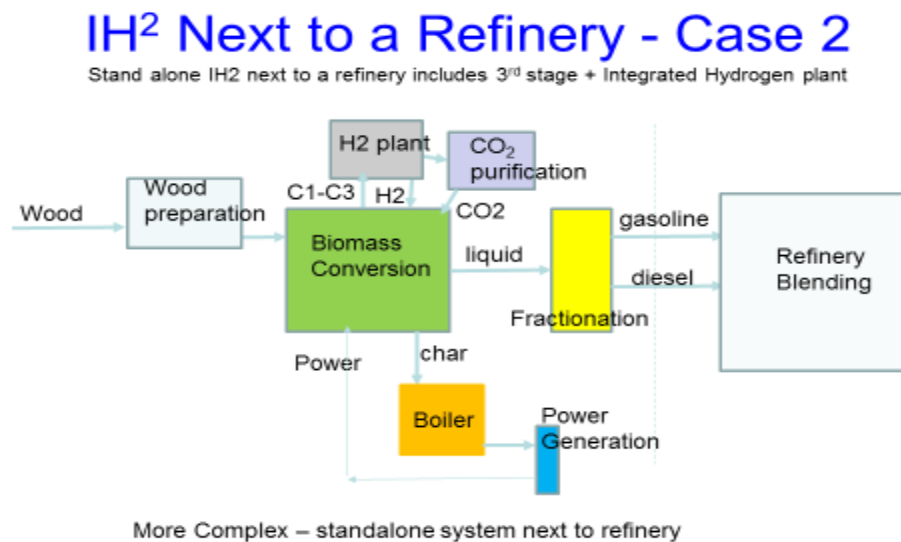 IH² Next to a Refinery - Case 2
Stand alone IH2 next to a refinery includes 3rd stage + Integrated Hydrogen plant
H2 plant
CO₂
purification
Wood
preparation
C1-C3
H2
CO2
Wood
gasoline
Biomass
Conversion
liquid
Refinery
Blending
diesel
Fractionation
Power
char
Boiler
Power
Generation
More Complex – standalone system next to refinery